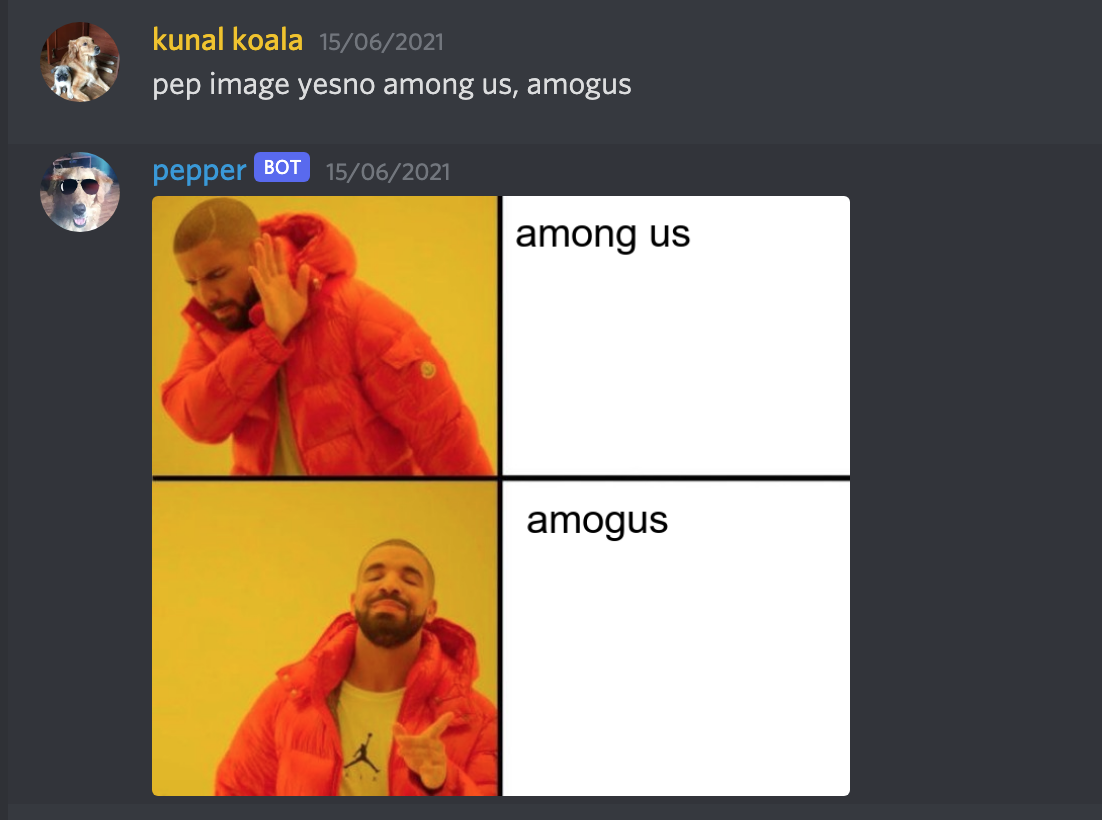 kunal koala 15/06/2021
pep image yesno among us, amogus
pepper BOT 15/06/2021
among us
amogus